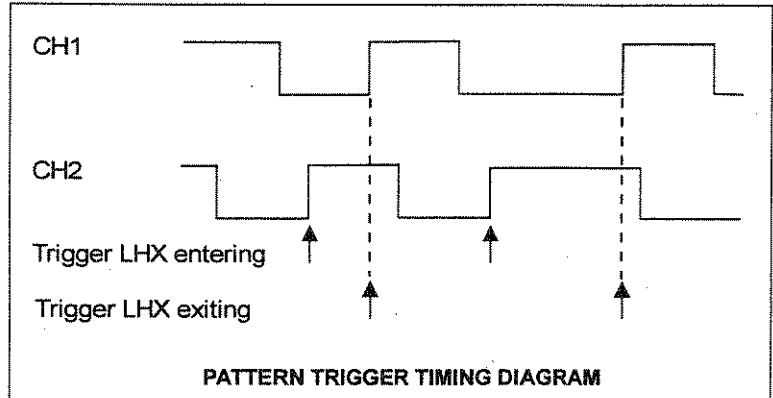 CH1
CH2
Trigger LHX entering
Trigger LHX exiting
PATTERN TRIGGER TIMING DIAGRAM